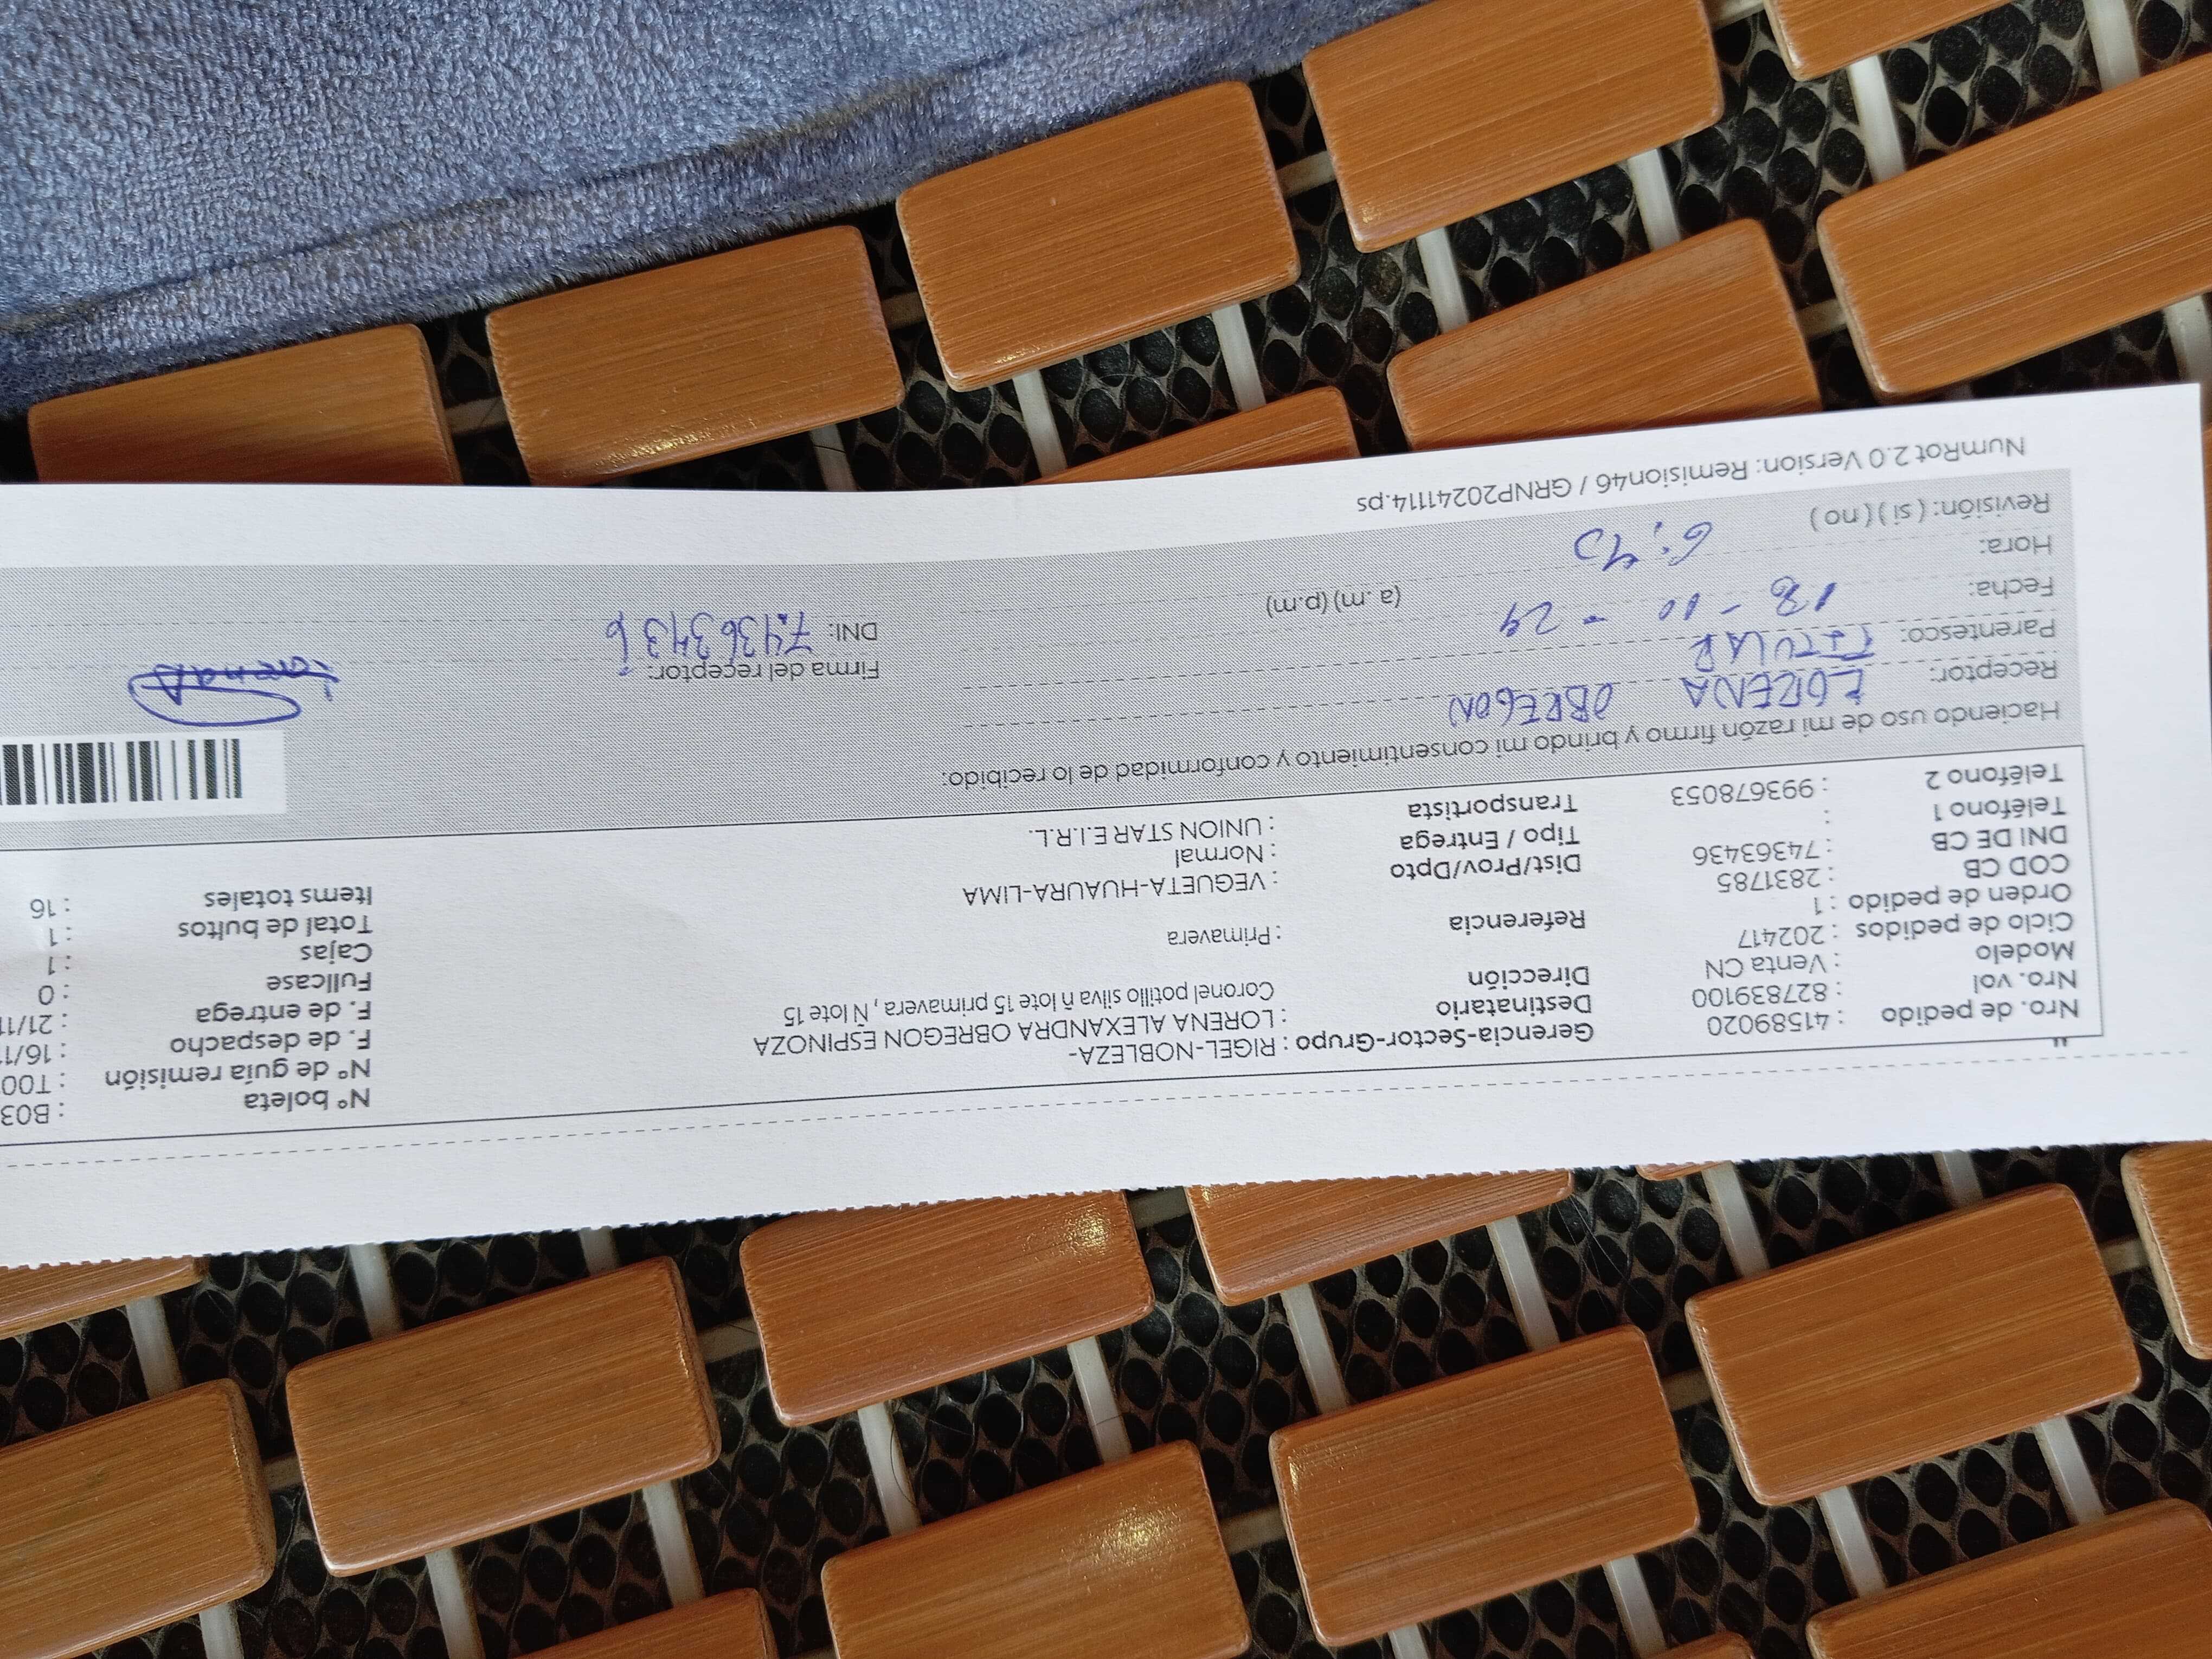 Nro. de pedido : 41589020
Nro. vol : 827839100
Modelo : Venta CN
Ciclo de pedidos : 202417
Orden de pedido : 1
COD CB : 2831785
DNI DE CB : 74363436
Teléfono 1 :
Teléfono 2 : 993678053
Gerencia-Sector-Grupo : RIGEL-NOBLEZA-
Destinatario : LORENA ALEXANDRA OBREGON ESPINOZA
Dirección Coronel potillo silva ñ lote 15 primavera , Ñ lote 15
Referencia : Primavera
Dist/Prov/Dpto : VEGUETA-HUAURA-LIMA
Tipo / Entrega : Normal
Transportista : UNION STAR E.I.R.L.
N° boleta : B03
N° de guía remisión : T00
F. de despacho : 16/1
F. de entrega : 21/11
Fullcase : 0
Cajas : 1
Total de bultos : 1
Items totales : 16
Haciendo uso de mi razón firmo y brindo mi consentimiento y conformidad de lo recibido:
Receptor: LORENA OBREGON
Parentesco: TITULAR
Fecha: 18 - 10 - 24
Hora: 6:40 (a. m) (p.m)
Revisión: ( si ) ( no )
Firma del receptor:
DNI: 74363436
NumRot 2.0 Version: Remision46 / GRNP20241114.ps